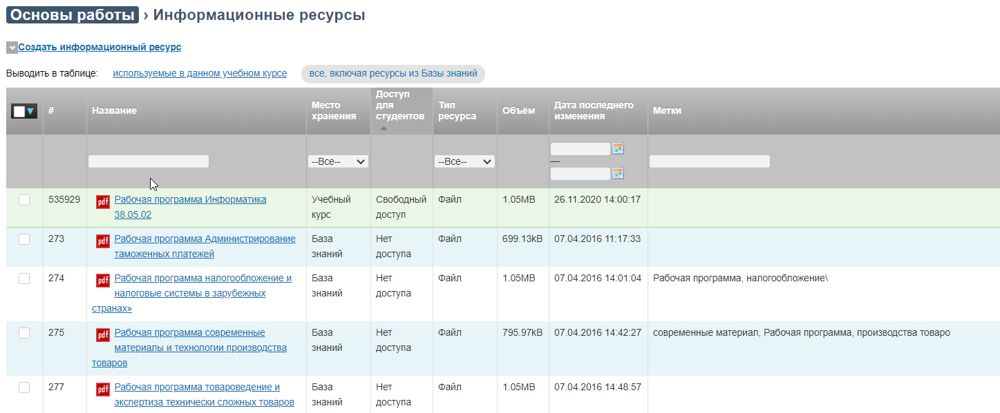 Основы работы › Информационные ресурсы
Создать информационный ресурс
Выводить в таблице: используемые в данном учебном курсе все, включая ресурсы из Базы знаний
# Название Место хранения Доступ для студентов Тип ресурса Объём Дата последнего изменения Метки
--Все-- --Все-- —
535929 pdf Рабочая программа Информатика Учебный Свободный Файл 1.05MB 26.11.2020 14:00:17
38.05.02 курс доступ
273 pdf Рабочая программа Администрирование База Нет Файл 699.13kB 07.04.2016 11:17:33
таможенных платежей знаний доступа
274 pdf Рабочая программа налогообложение и База Нет Файл 1.05MB 07.04.2016 14:01:04 Рабочая программа, налогообложение\
налоговые системы в зарубежных знаний доступа
странах»
275 pdf Рабочая программа современные База Нет Файл 795.97kB 07.04.2016 14:42:27 современные материал, Рабочая программа, производства товаро
материалы и технологии производства знаний доступа
товаров
277 pdf Рабочая программа товароведение и База Нет Файл 1.05MB 07.04.2016 14:48:57
экспертиза технически сложных товаров знаний доступа